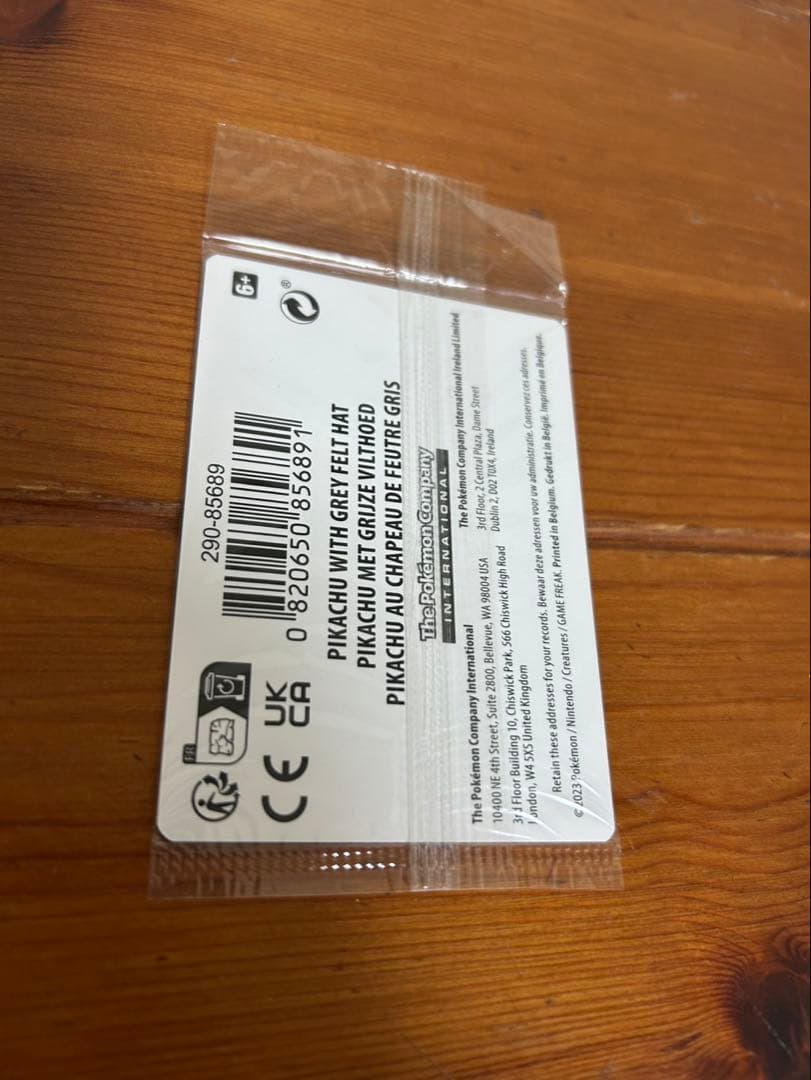 290-85689
6+
0 820650 856891
®
FR
CE
UK
CA
PIKACHU WITH GREY FELT HAT
PIKACHU MET GRIJZE VILTHOED
PIKACHU AU CHAPEAU DE FEUTRE GRIS
The Pokémon Company
INTERNATIONAL
The Pokémon Company International
10400 NE 4th Street, Suite 2800, Bellevue, WA 98004 USA
3rd Floor Building 10, Chiswick Park, 566 Chiswick High Road
London, W4 5XS United Kingdom
The Pokémon Company International Ireland Limited
3rd Floor, 2 Central Plaza, Dame Street
Dublin 2, D02 T0X4, Ireland
Retain these addresses for your records. Bewaar deze adressen voor uw administratie. Conservez ces adresses.
©2023 Pokémon / Nintendo / Creatures / GAME FREAK. Printed in Belgium. Gedrukt in België. Imprimé en Belgique.